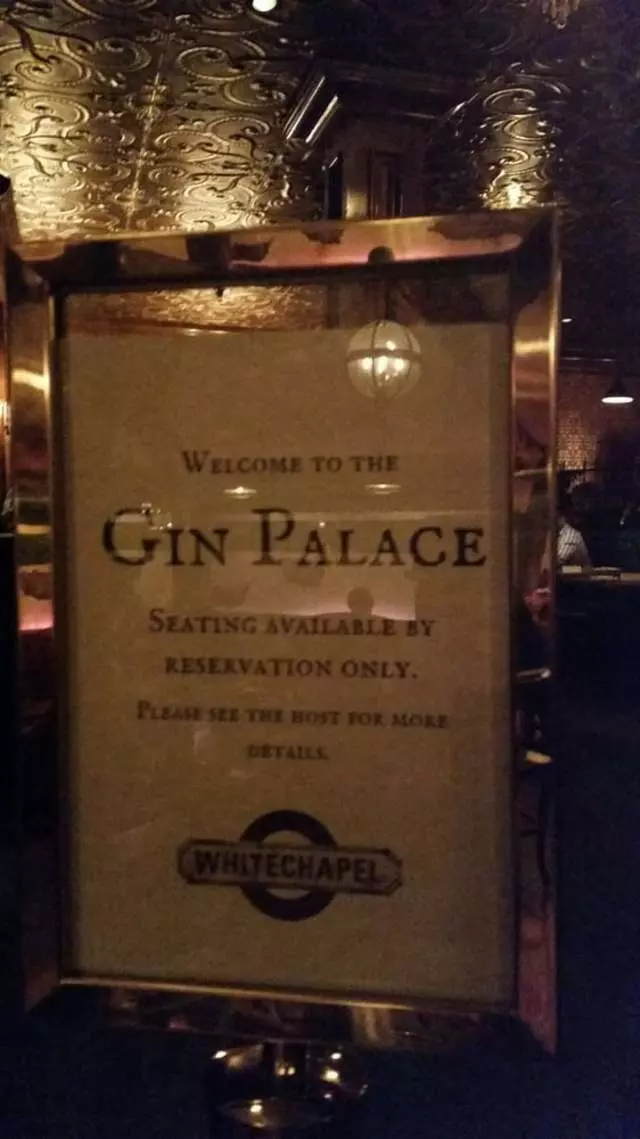 Welcome to the
Gin Palace
Seating available by
reservation only.
Please see the host for more
details.
WHITECHAPEL